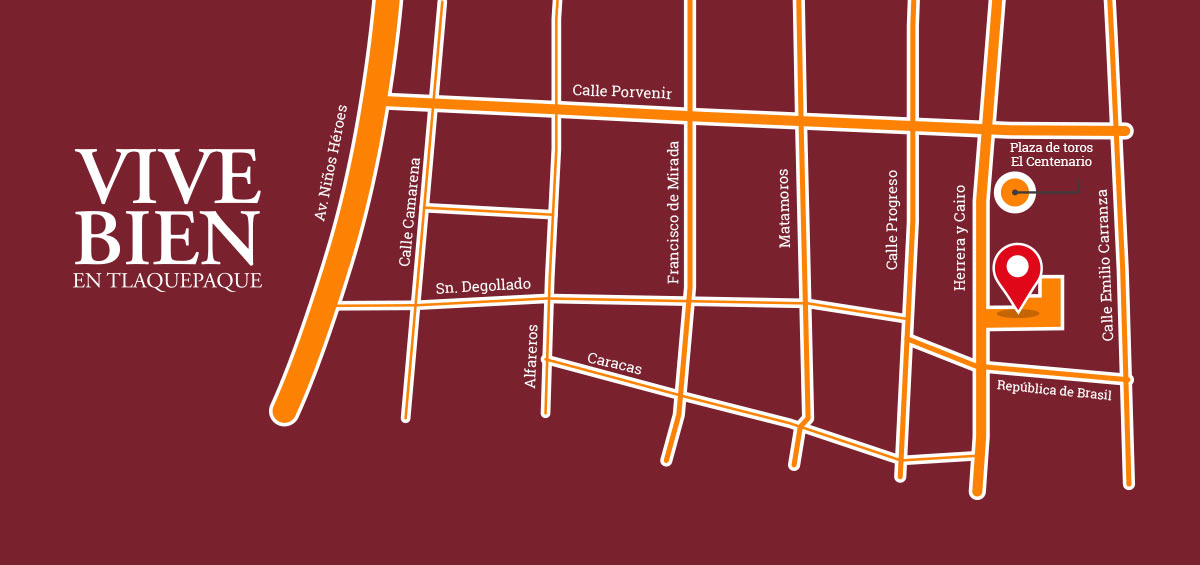 VIVE
BIEN
EN TLAQUEPAQUE
Av. Niños Héroes
Calle Camarena
Calle Porvenir
Sn. Degollado
Alfareros
Caracas
Francisco de Mirada
Matamoros
Calle Progreso
Herrera y Cairo
Plaza de toros
El Centenario
Calle Emilio Carranza
República de Brasil